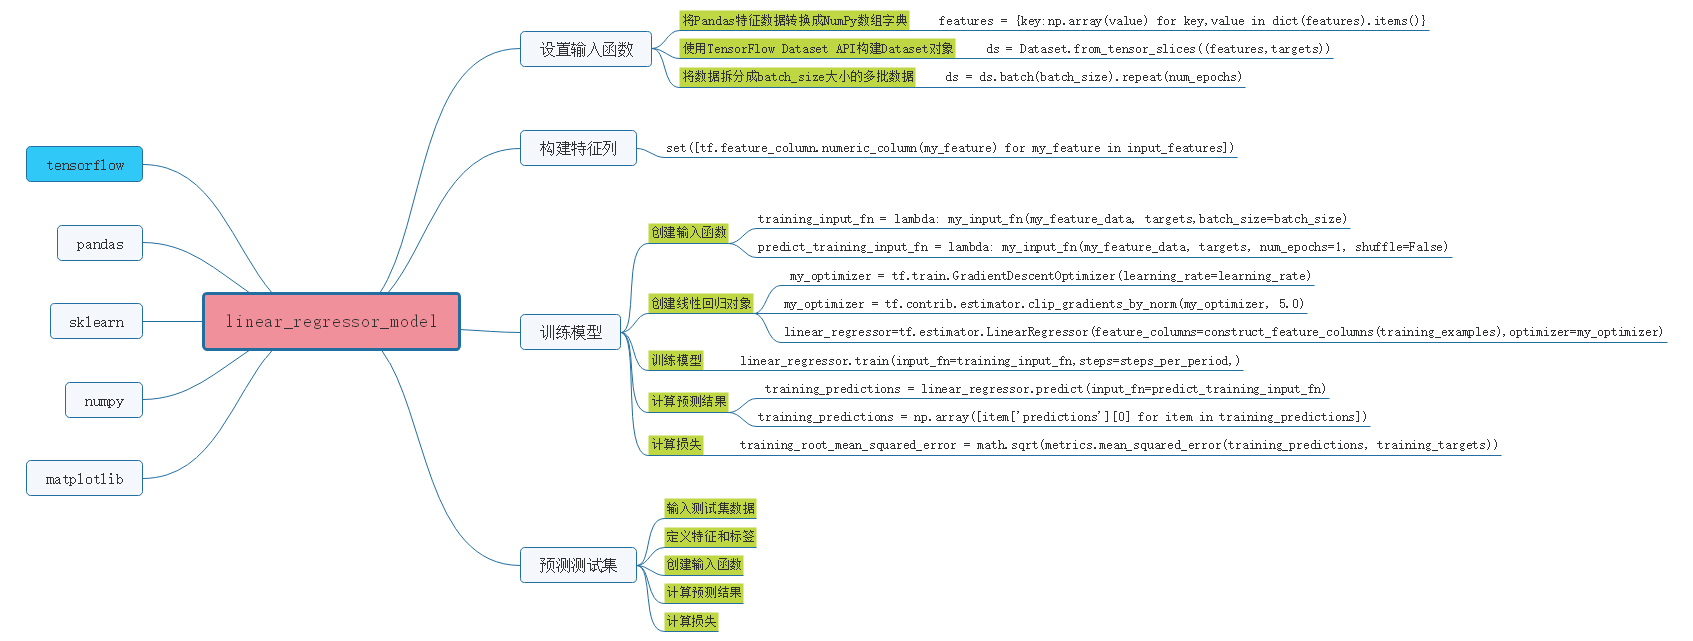 tensorflow
pandas
sklearn
numpy
matplotlib
linear_regressor_model
设置输入函数
将Pandas特征数据转换成NumPy数组字典 features = {key:np.array(value) for key,value in dict(features).items()}
使用TensorFlow Dataset API构建Dataset对象 ds = Dataset.from_tensor_slices((features,targets))
将数据拆分成batch_size大小的多批数据 ds = ds.batch(batch_size).repeat(num_epochs)
构建特征列
set([tf.feature_column.numeric_column(my_feature) for my_feature in input_features])
训练模型
创建输入函数
training_input_fn = lambda: my_input_fn(my_feature_data, targets,batch_size=batch_size)
predict_training_input_fn = lambda: my_input_fn(my_feature_data, targets, num_epochs=1, shuffle=False)
创建线性回归对象
my_optimizer = tf.train.GradientDescentOptimizer(learning_rate=learning_rate)
my_optimizer = tf.contrib.estimator.clip_gradients_by_norm(my_optimizer, 5.0)
linear_regressor=tf.estimator.LinearRegressor(feature_columns=construct_feature_columns(training_examples),optimizer=my_optimizer)
训练模型 linear_regressor.train(input_fn=training_input_fn,steps=steps_per_period,)
计算预测结果
training_predictions = linear_regressor.predict(input_fn=predict_training_input_fn)
training_predictions = np.array([item['predictions'][0] for item in training_predictions])
计算损失 training_root_mean_squared_error = math.sqrt(metrics.mean_squared_error(training_predictions, training_targets))
预测测试集
输入测试集数据
定义特征和标签
创建输入函数
计算预测结果
计算损失